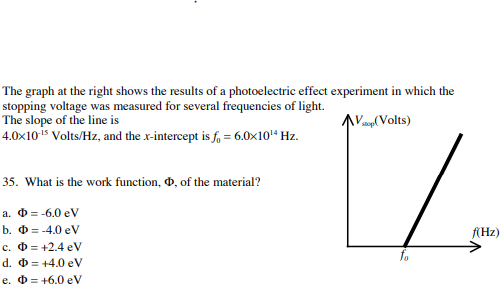 The graph at the right shows the results of a photoelectric effect experiment in which the
stopping voltage was measured for several frequencies of light.
The slope of the line is
4.0×10⁻¹⁵ Volts/Hz, and the x-intercept is fₒ = 6.0×10¹⁴ Hz.
Vstop(Volts)
35. What is the work function, Φ, of the material?
a. Φ = -6.0 eV
b. Φ = -4.0 eV
c. Φ = +2.4 eV
d. Φ = +4.0 eV
e. Φ = +6.0 eV
f(Hz)
fₒ